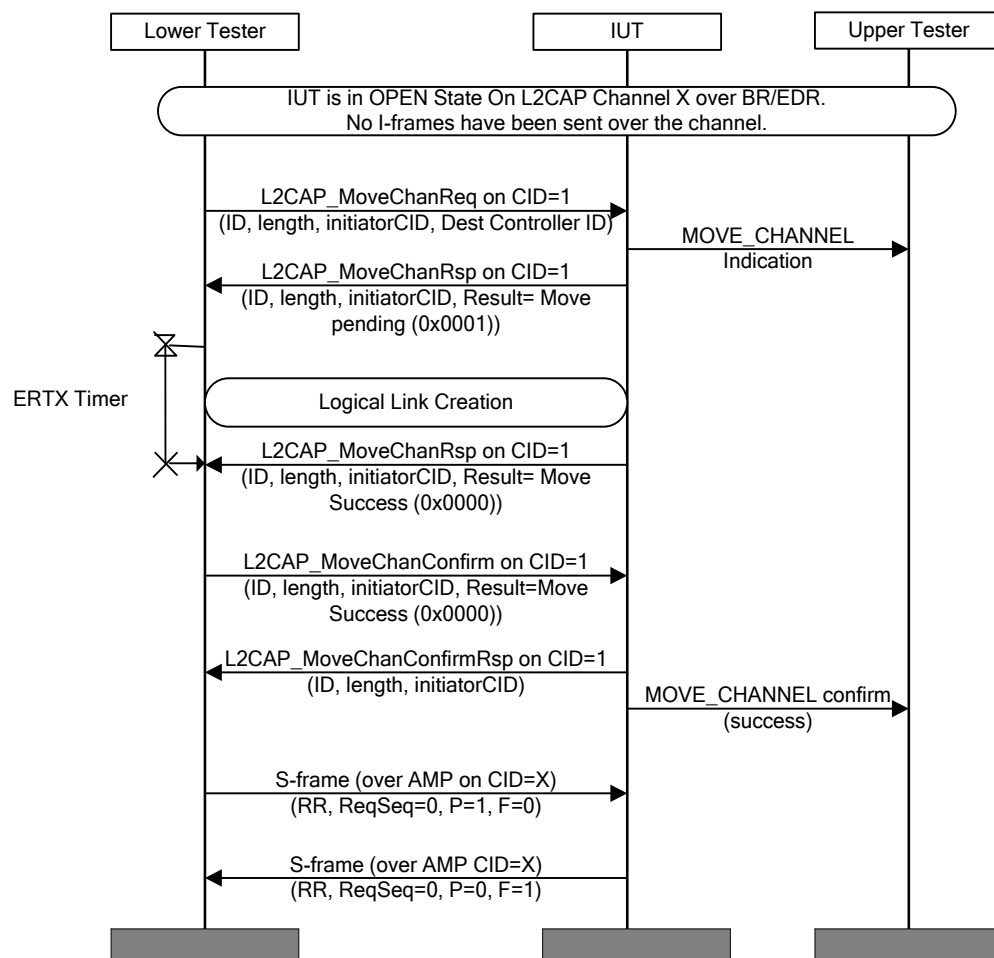 Lower Tester
IUT
Upper Tester
IUT is in OPEN State On L2CAP Channel X over BR/EDR.
No I-frames have been sent over the channel.
L2CAP_MoveChanReq on CID=1
(ID, length, initiatorCID, Dest Controller ID)
MOVE_CHANNEL
Indication
L2CAP_MoveChanRsp on CID=1
(ID, length, initiatorCID, Result= Move
pending (0x0001))
ERTX Timer
Logical Link Creation
L2CAP_MoveChanRsp on CID=1
(ID, length, initiatorCID, Result= Move
Success (0x0000))
L2CAP_MoveChanConfirm on CID=1
(ID, length, initiatorCID, Result=Move
Success (0x0000))
L2CAP_MoveChanConfirmRsp on CID=1
(ID, length, initiatorCID)
MOVE_CHANNEL confirm
(success)
S-frame (over AMP on CID=X)
(RR, ReqSeq=0, P=1, F=0)
S-frame (over AMP CID=X)
(RR, ReqSeq=0, P=0, F=1)